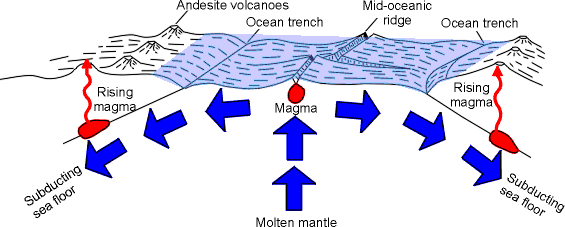 Andesite volcanoes
Ocean trench
Mid-oceanic
ridge
Ocean trench
Rising
magma
Magma
Rising
magma
Subducting
sea floor
Subducting
sea floor
Molten mantle